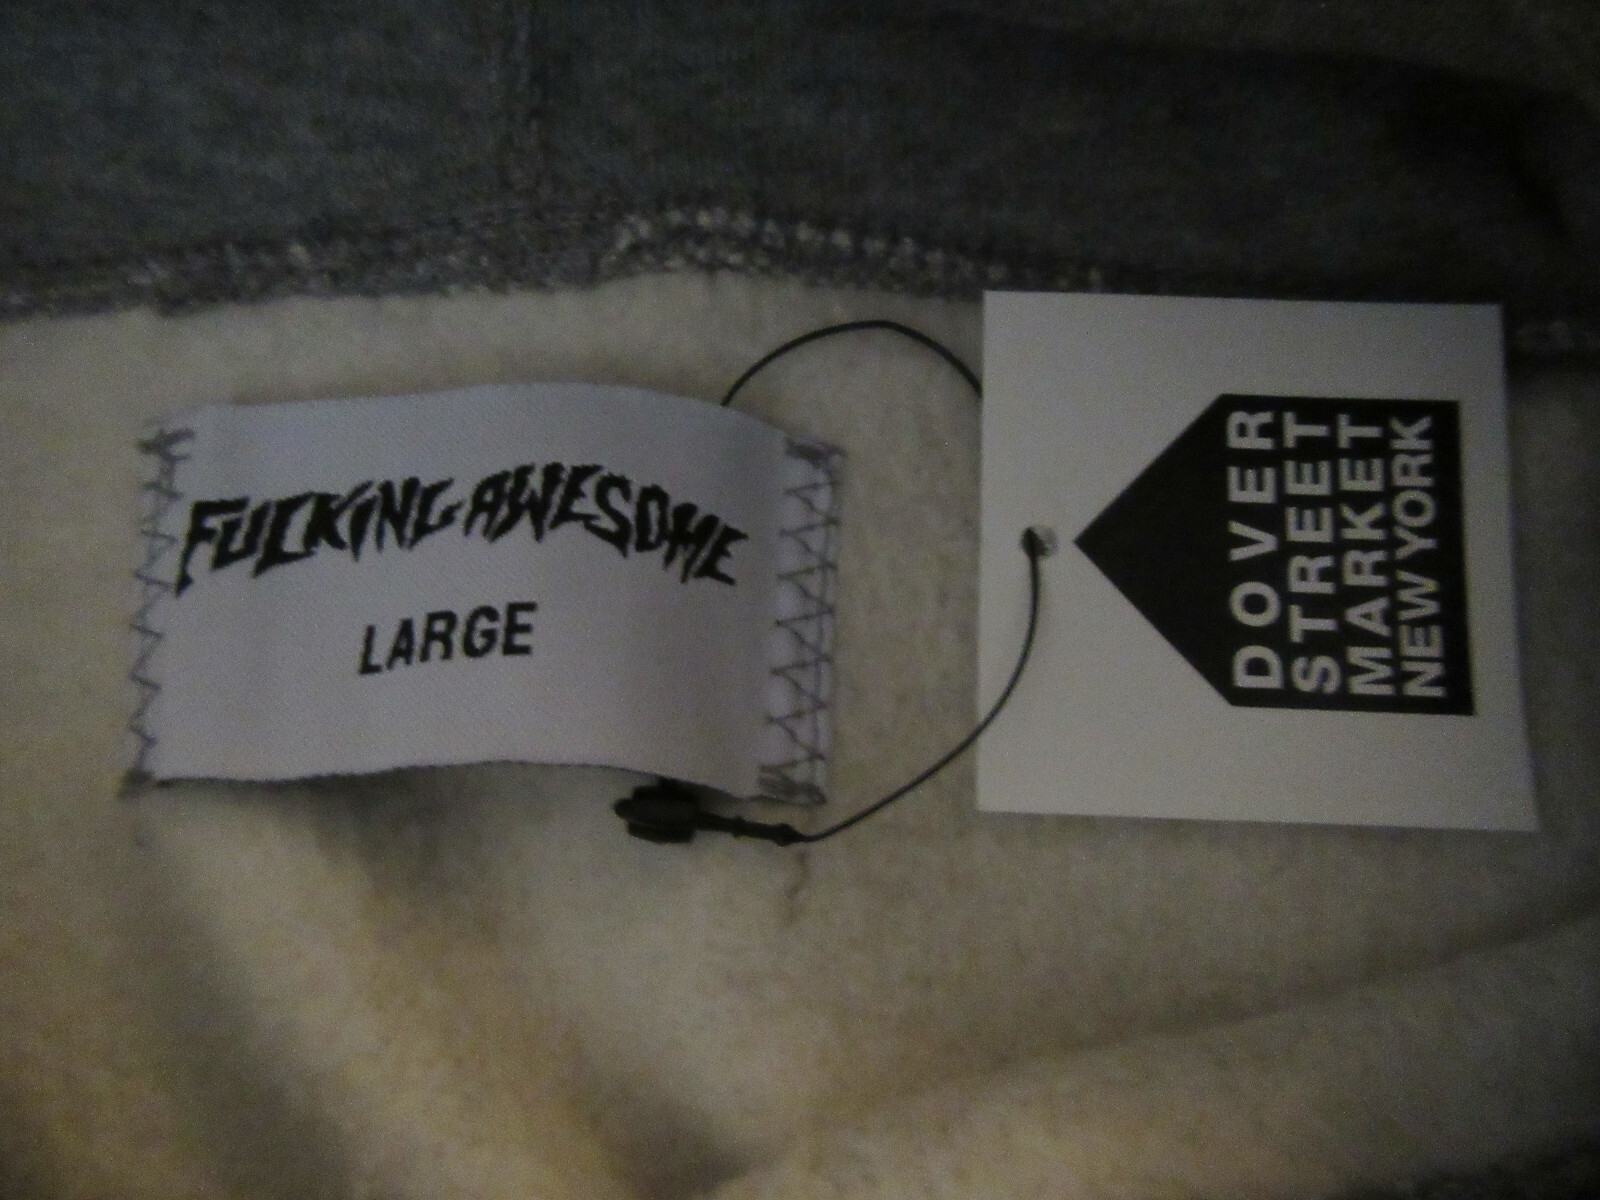 FUCKING AWESOME
LARGE
DOVER
STREET
MARKET
NEW YORK